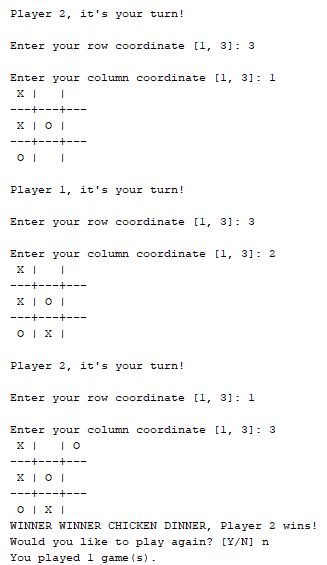 Player 2, it's your turn!
Enter your row coordinate [1, 3]: 3
Enter your column coordinate [1, 3]: 1
 X |   |
---+---+---
 X | O |
---+---+---
 O |   |
Player 1, it's your turn!
Enter your row coordinate [1, 3]: 3
Enter your column coordinate [1, 3]: 2
 X |   |
---+---+---
 X | O |
---+---+---
 O | X |
Player 2, it's your turn!
Enter your row coordinate [1, 3]: 1
Enter your column coordinate [1, 3]: 3
 X |   | O
---+---+---
 X | O |
---+---+---
 O | X |
WINNER WINNER CHICKEN DINNER, Player 2 wins!
Would you like to play again? [Y/N] n
You played 1 game(s).